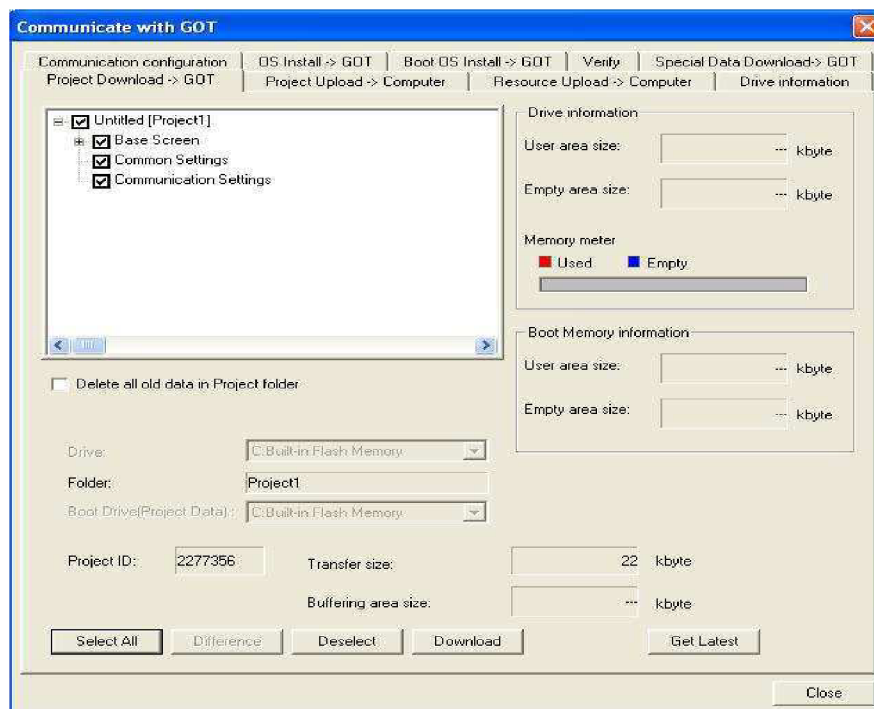 Communicate with GOT
Communication configuration OS Install -> GOT Boot OS Install -> GOT Verify Special Data Download-> GOT
Project Download -> GOT Project Upload -> Computer Resource Upload -> Computer Drive information
Untitled [Project1]
Base Screen
Common Settings
Communication Settings
Delete all old data in Project folder
Drive: C:Built-in Flash Memory
Folder: Project1
Boot Drive(Project Data) : C:Built-in Flash Memory
Project ID: 2277356 Transfer size: 22 kbyte
Buffering area size: --- kbyte
Drive information
User area size: --- kbyte
Empty area size: --- kbyte
Memory meter
Used Empty
Boot Memory information
User area size: --- kbyte
Empty area size: --- kbyte
Select All Difference Deselect Download Get Latest
Close